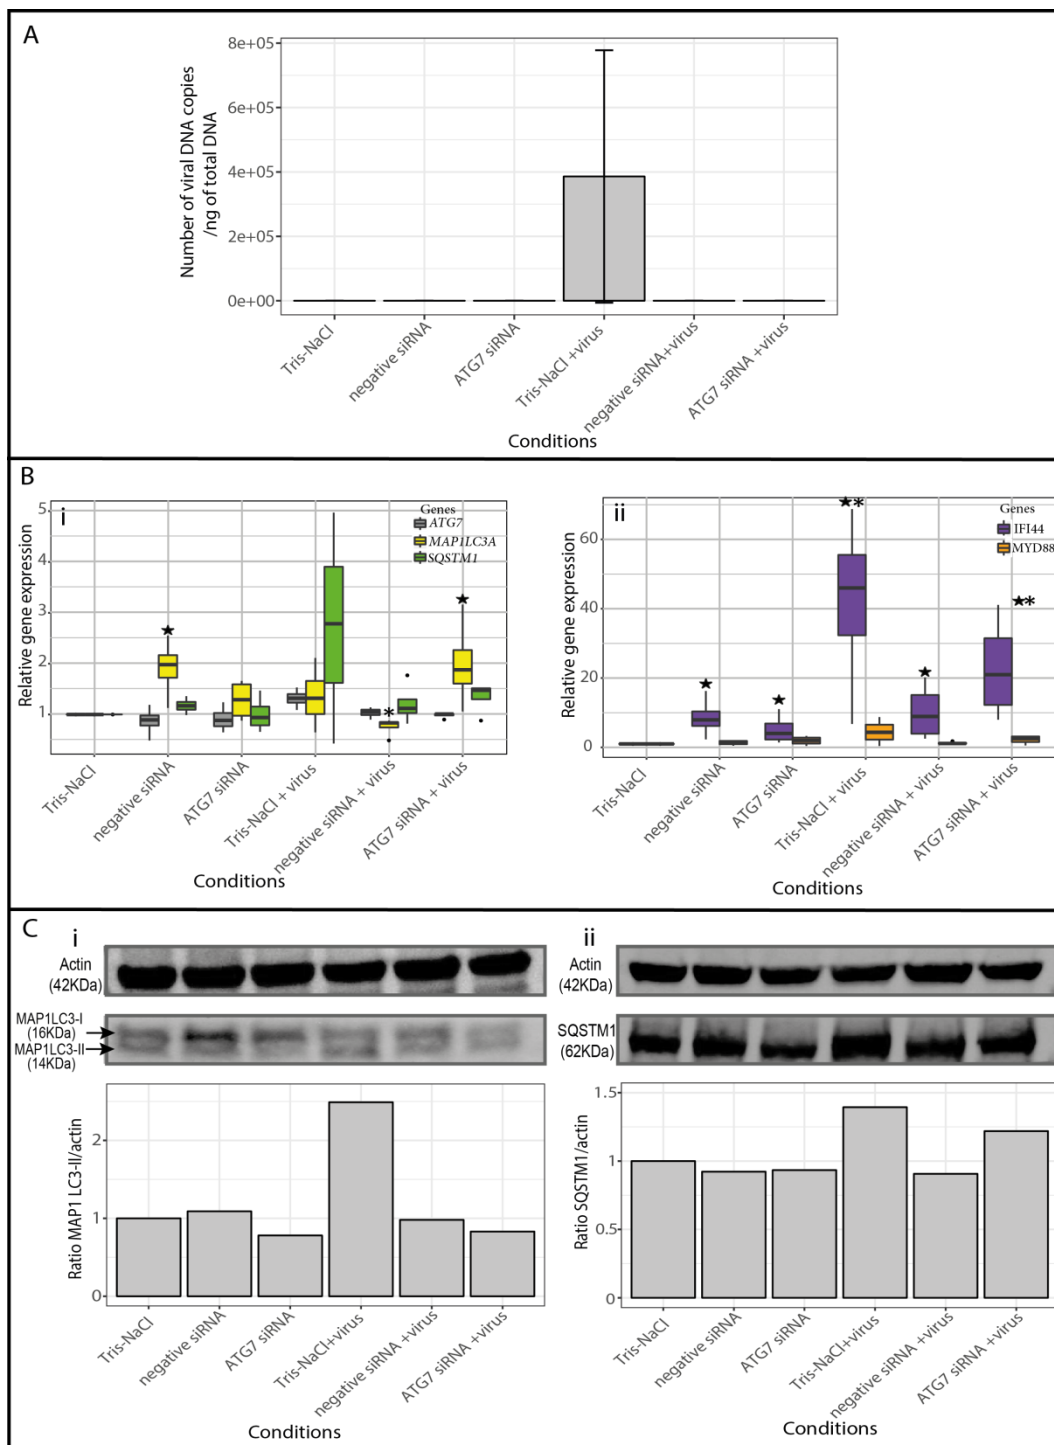 A
Number of viral DNA copies
/ng of total DNA
8e+05
6e+05
4e+05
2e+05
0e+00
Tris-NaCl
negative siRNA
ATG7 siRNA
Tris-NaCl +virus
negative siRNA+virus
ATG7 siRNA +virus
Conditions
B
i
Relative gene expression
5
4
3
2
1
Genes
ATG7
MAP1LC3A
SQSTM1
★
*
★
Tris-NaCl
negative siRNA
ATG7 siRNA
Tris-NaCl + virus
negative siRNA + virus
ATG7 siRNA + virus
Conditions
ii
Relative gene expression
60
40
20
0
Genes
IFI44
MYD88
★
★
★*
★
★*
Tris-NaCl
negative siRNA
ATG7 siRNA
Tris-NaCl + virus
negative siRNA + virus
ATG7 siRNA + virus
Conditions
C
i
Actin
(42KDa)
MAP1LC3-I
(16KDa)
MAP1LC3-II
(14KDa)
Ratio MAP1 LC3-II/actin
2
1
0
Tris-NaCl
negative siRNA
ATG7 siRNA
Tris-NaCl+virus
negative siRNA +virus
ATG7 siRNA +virus
Conditions
ii
Actin
(42KDa)
SQSTM1
(62KDa)
Ratio SQSTM1/actin
1.5
1
0.5
0
Tris-NaCl
negative siRNA
ATG7 siRNA
Tris-NaCl+virus
negative siRNA +virus
ATG7 siRNA +virus
Conditions